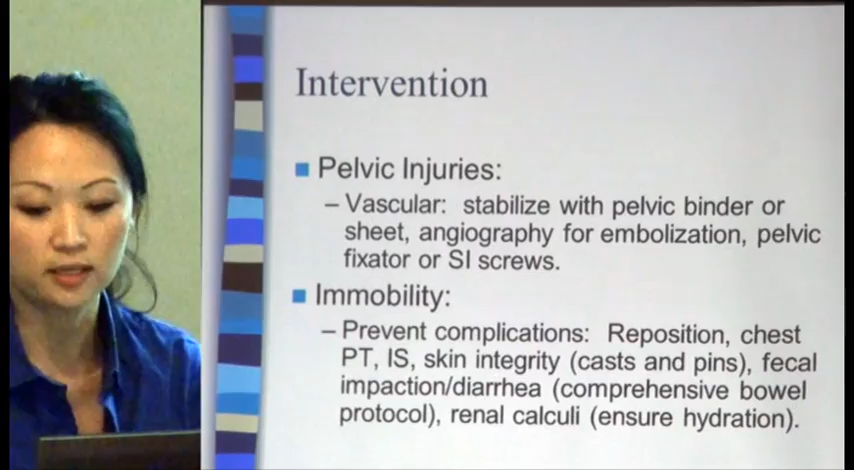 Intervention
Pelvic Injuries:
– Vascular: stabilize with pelvic binder or
sheet, angiography for embolization, pelvic
fixator or SI screws.
Immobility:
– Prevent complications: Reposition, chest
PT, IS, skin integrity (casts and pins), fecal
impaction/diarrhea (comprehensive bowel
protocol), renal calculi (ensure hydration).